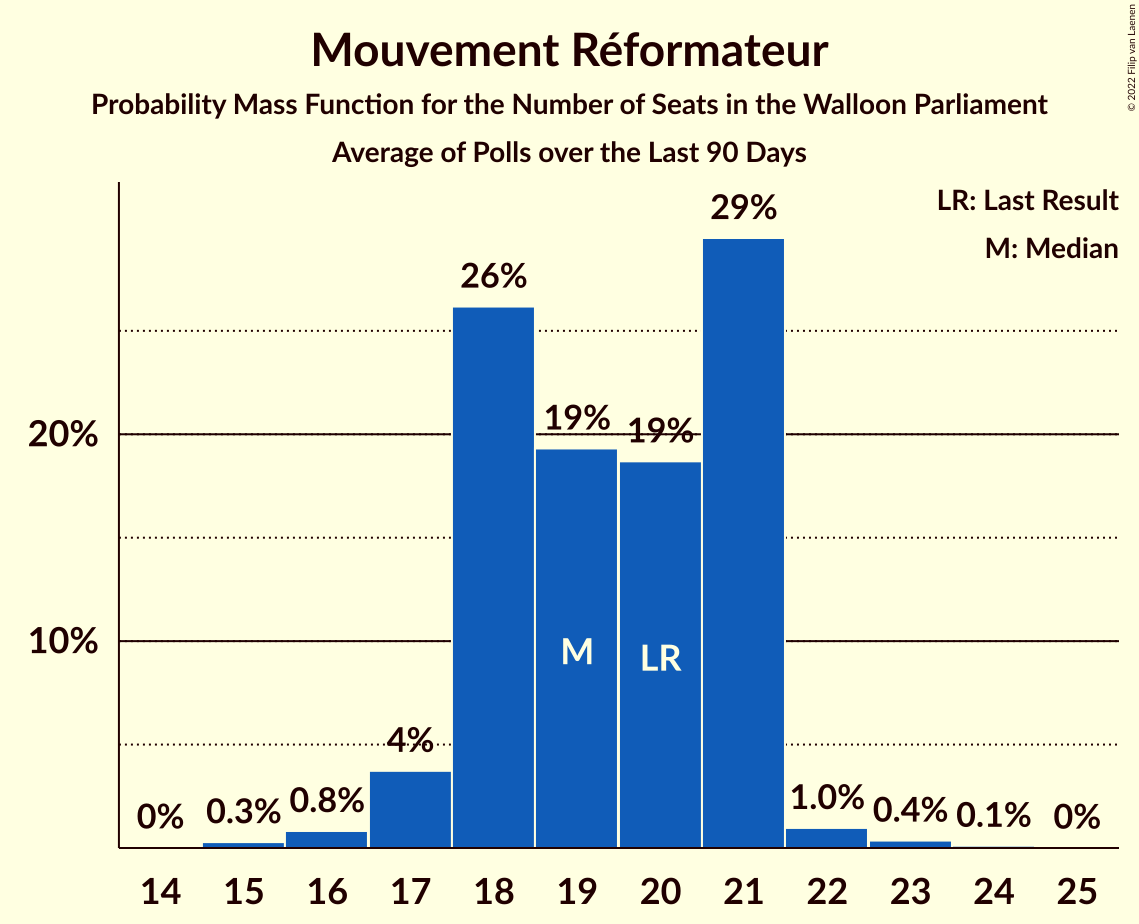 © 2022 Filip van Laenen
Mouvement Réformateur
Probability Mass Function for the Number of Seats in the Walloon Parliament
Average of Polls over the Last 90 Days
LR: Last Result
M: Median
29%
26%
19%
19%
20%
10%
M
LR
4%
0%
0.3%
0.8%
1.0%
0.4%
0.1%
0%
14 15 16 17 18 19 20 21 22 23 24 25